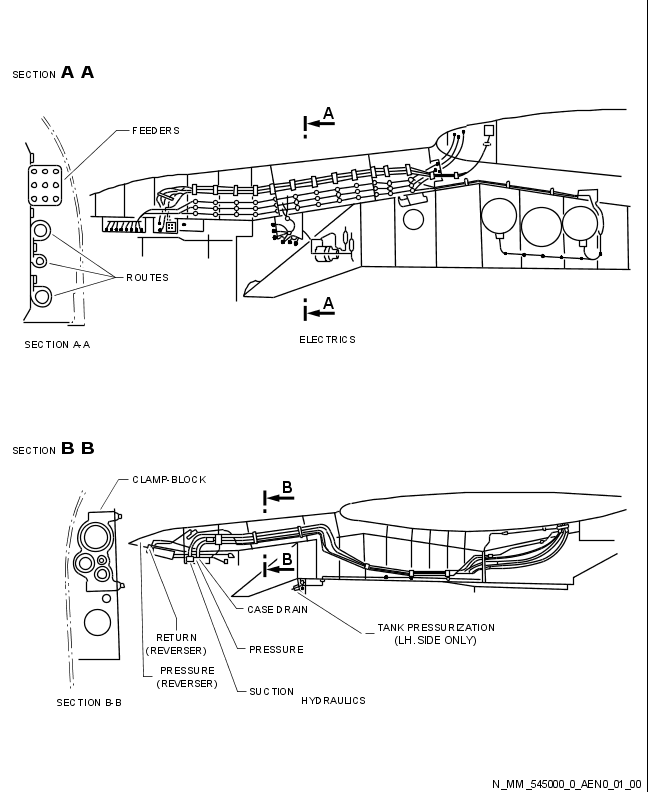 SECTION A A
A
FEEDERS
ROUTES
A
SECTION A-A
ELECTRICS
SECTION B B
CLAMP-BLOCK
B
B
CASE DRAIN
RETURN
(REVERSER)
TANK PRESSURIZATION
(LH. SIDE ONLY)
PRESSURE
PRESSURE
(REVERSER)
SUCTION
HYDRAULICS
SECTION B-B
N_MM_545000_0_AEN0_01_00